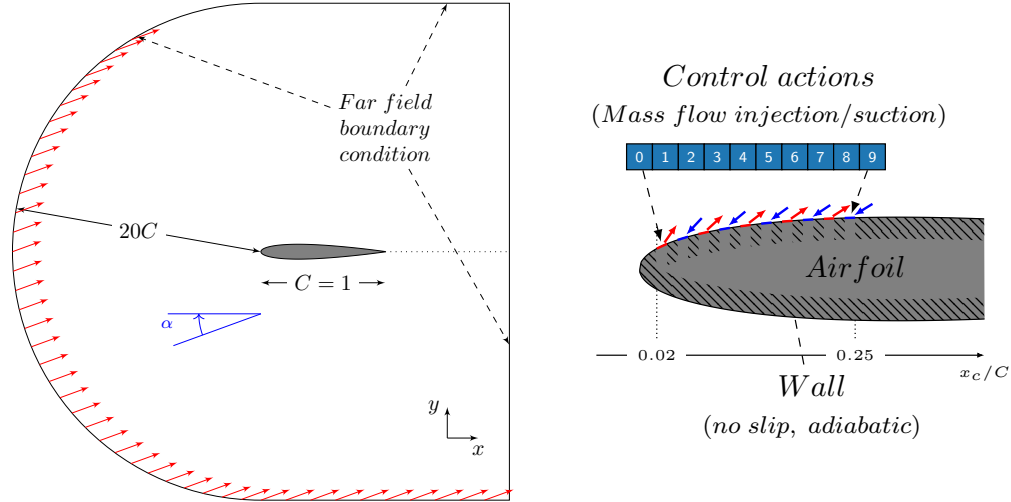 Far field
boundary
condition
20C
C = 1
α
y
x
Control actions
(Mass flow injection/suction)
0 1 2 3 4 5 6 7 8 9
Airfoil
0.02
0.25
x_c/C
Wall
(no slip, adiabatic)